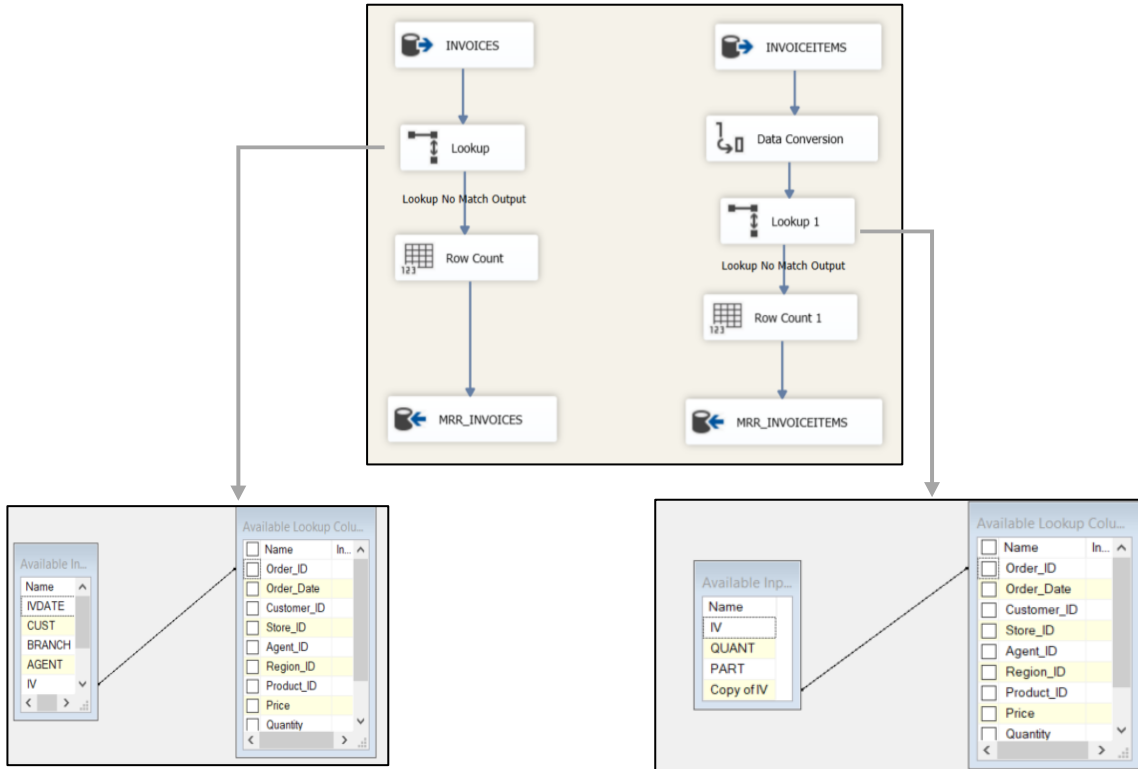 INVOICES
INVOICEITEMS
Lookup
Data Conversion
Lookup No Match Output
Lookup 1
Row Count
123
Lookup No Match Output
Row Count 1
123
MRR_INVOICES
MRR_INVOICEITEMS
Available In...
Name
IVDATE
CUST
BRANCH
AGENT
IV
Available Lookup Colu...
Name In...
Order_ID
Order_Date
Customer_ID
Store_ID
Agent_ID
Region_ID
Product_ID
Price
Quantity
Available Inp...
Name
IV
QUANT
PART
Copy of IV
Available Lookup Colu...
Name In...
Order_ID
Order_Date
Customer_ID
Store_ID
Agent_ID
Region_ID
Product_ID
Price
Quantity